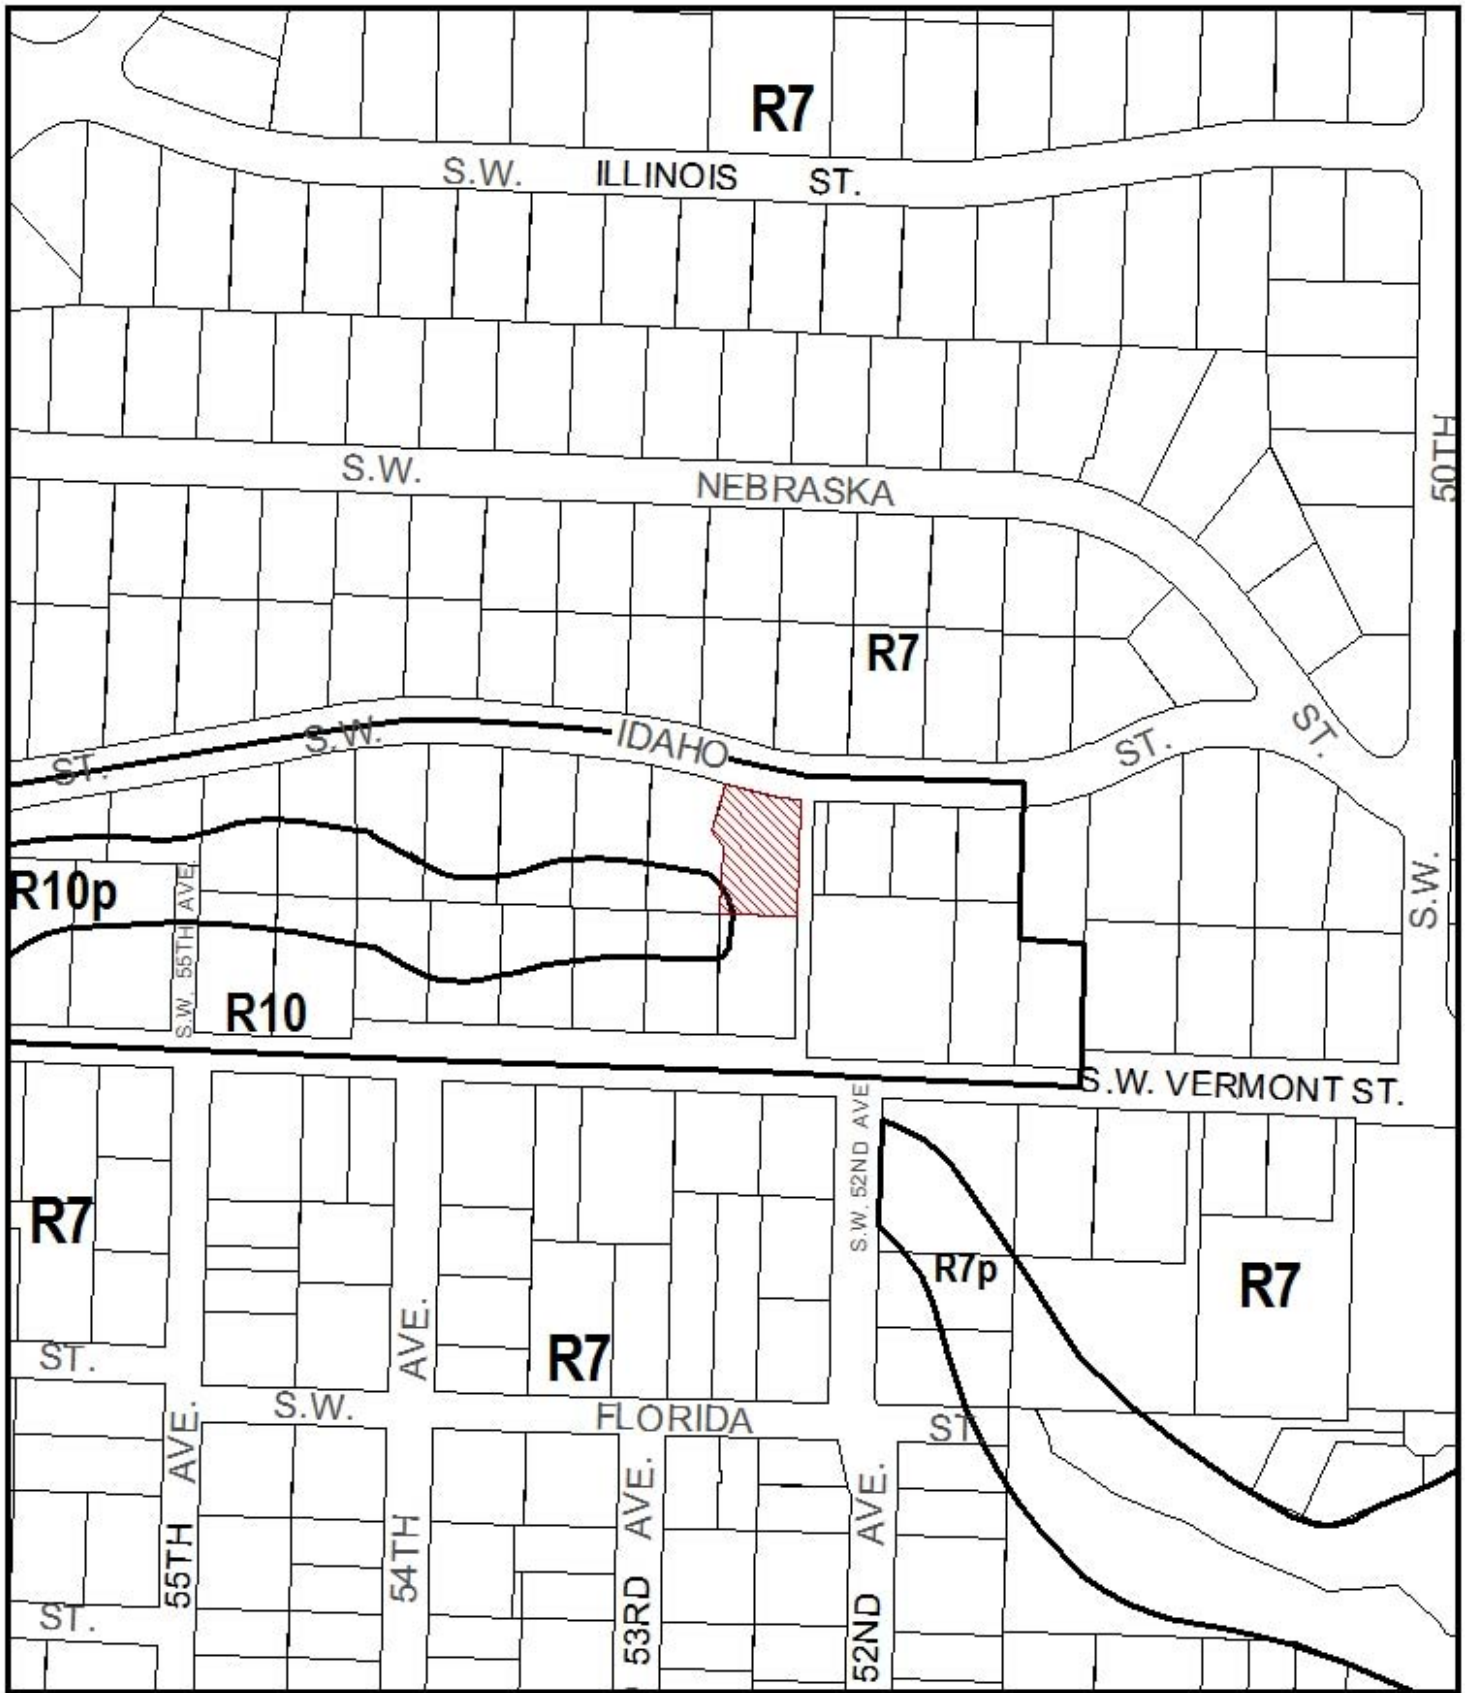 R7
S.W. ILLINOIS ST.
50TH
S.W. NEBRASKA
R7
ST.
S.W.
IDAHO
ST.
ST.
S.W.
R10p
S.W. 55TH AVE.
R10
S.W. VERMONT ST.
S.W. 52ND AVE
R7
R7p
R7
R7
ST.
AVE.
S.W. FLORIDA ST
55TH AVE.
54TH
53RD AVE.
52ND AVE.
ST.